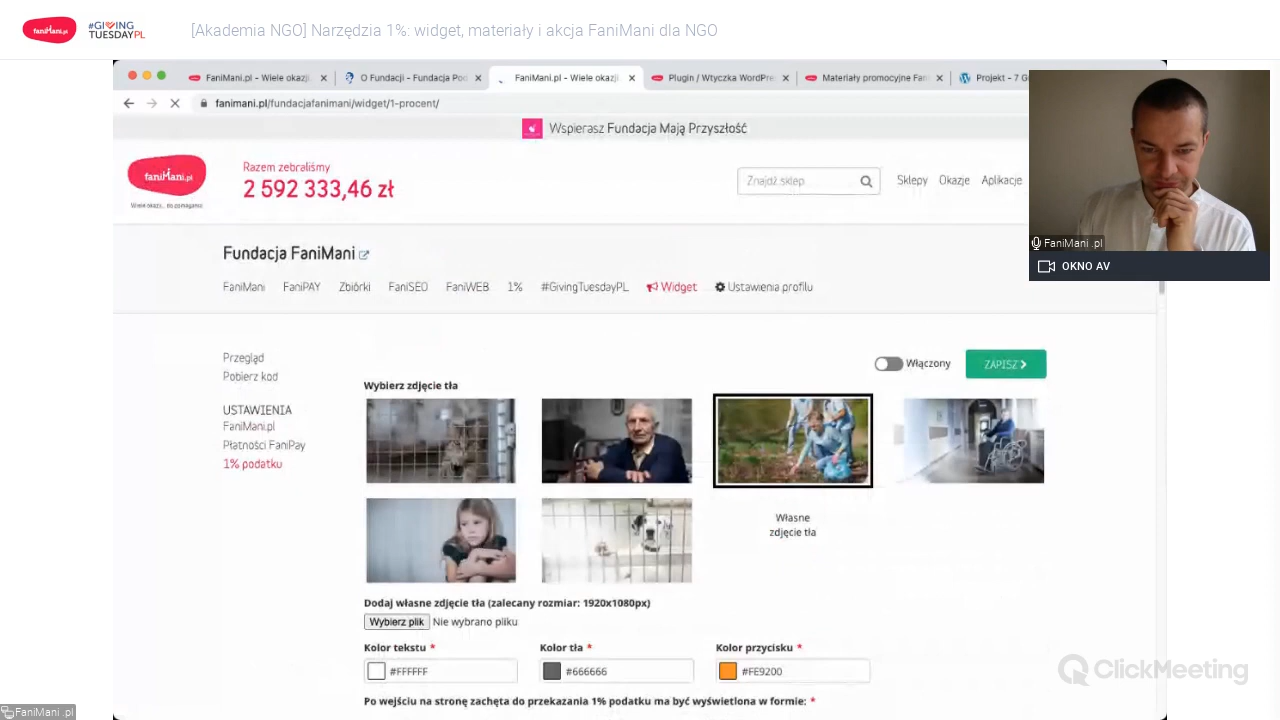 faniMani.pl
#GIVING
TUESDAYPL
[Akademia NGO] Narzędzia 1%: widget, materiały i akcja FaniMani dla NGO
FaniMani.pl - Wiele okazji
O Fundacji - Fundacja Poc
FaniMani.pl - Wiele okazji
Plugin / Wtyczka WordPre
Materiały promocyjne Fan
Projekt - 7 G
fanimani.pl/fundacjafanimani/widget/1-procent/
Wspierasz Fundacja Mają Przyszłość
faniMani.pl
Wiele okazji... do pomagania
Razem zebraliśmy
2 592 333,46 zł
Znajdź sklep
Sklepy Okazje Aplikacje
Fundacja FaniMani
FaniMani FaniPAY Zbiórki FaniSEO FaniWEB 1% #GivingTuesdayPL Widget Ustawienia profilu
FaniMani .pl
OKNO AV
Przegląd
Pobierz kod
USTAWIENIA
FaniMani.pl
Płatności FaniPay
1% podatku
Włączony
ZAPISZ
Wybierz zdjęcie tła
Własne
zdjęcie tła
Dodaj własne zdjęcie tła (zalecany rozmiar: 1920x1080px)
Wybierz plik Nie wybrano pliku
Kolor tekstu * Kolor tła * Kolor przycisku *
#FFFFFF #666666 #FE9200
Po wejściu na stronę zachęta do przekazania 1% podatku ma być wyświetlona w formie: *
ClickMeeting
FaniMani .pl